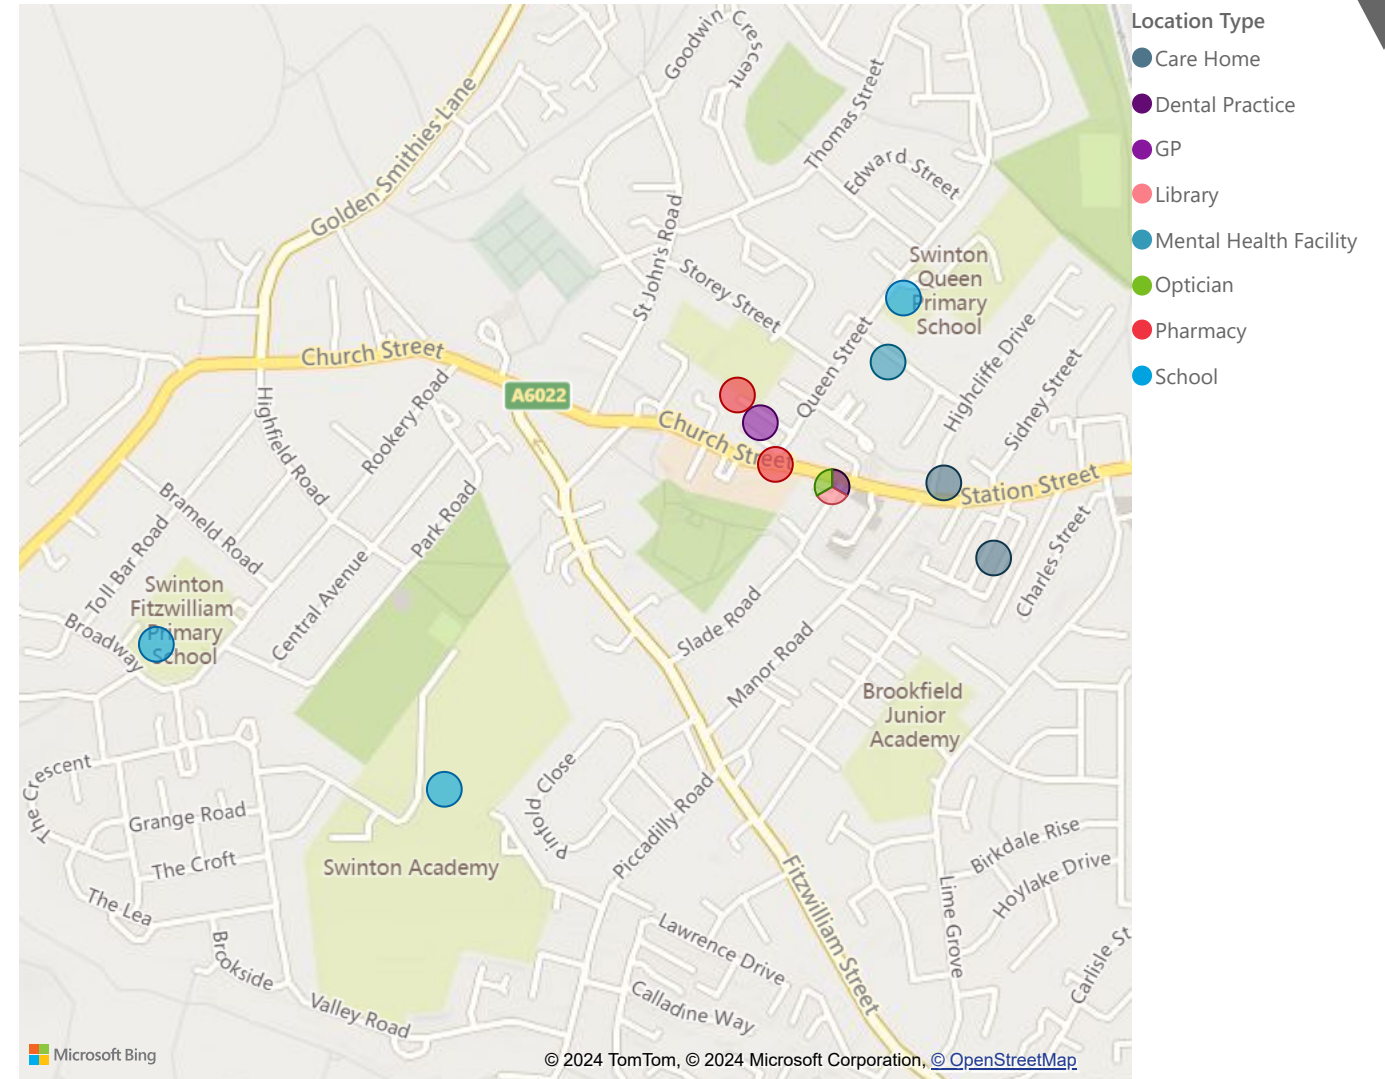 Location Type
Care Home
Dental Practice
GP
Library
Mental Health Facility
Optician
Pharmacy
School
Goodwin Crescent
Golden Smithies Lane
Thomas Street
Edward Street
St John's Road
Storey Street
Swinton
Queen
Primary
School
Queen Street
Highcliffe Drive
Sidney Street
Church Street
A6022
Church Street
Station Street
Highfield Road
Rookery Road
Park Road
Brameld Road
Toll Bar Road
Central Avenue
Charles Street
Swinton
Fitzwilliam
Primary
School
Broadway
Slade Road
Manor Road
Brookfield
Junior
Academy
The Crescent
Grange Road
The Croft
The Lea
Brookside
Valley Road
Swinton Academy
Pinfold Close
Piccadilly Road
Fitzwilliam Street
Lawrence Drive
Calladine Way
Birkdale Rise
Hoylake Drive
Lime Grove
Carlisle St
Microsoft Bing
© 2024 TomTom, © 2024 Microsoft Corporation, © OpenStreetMap